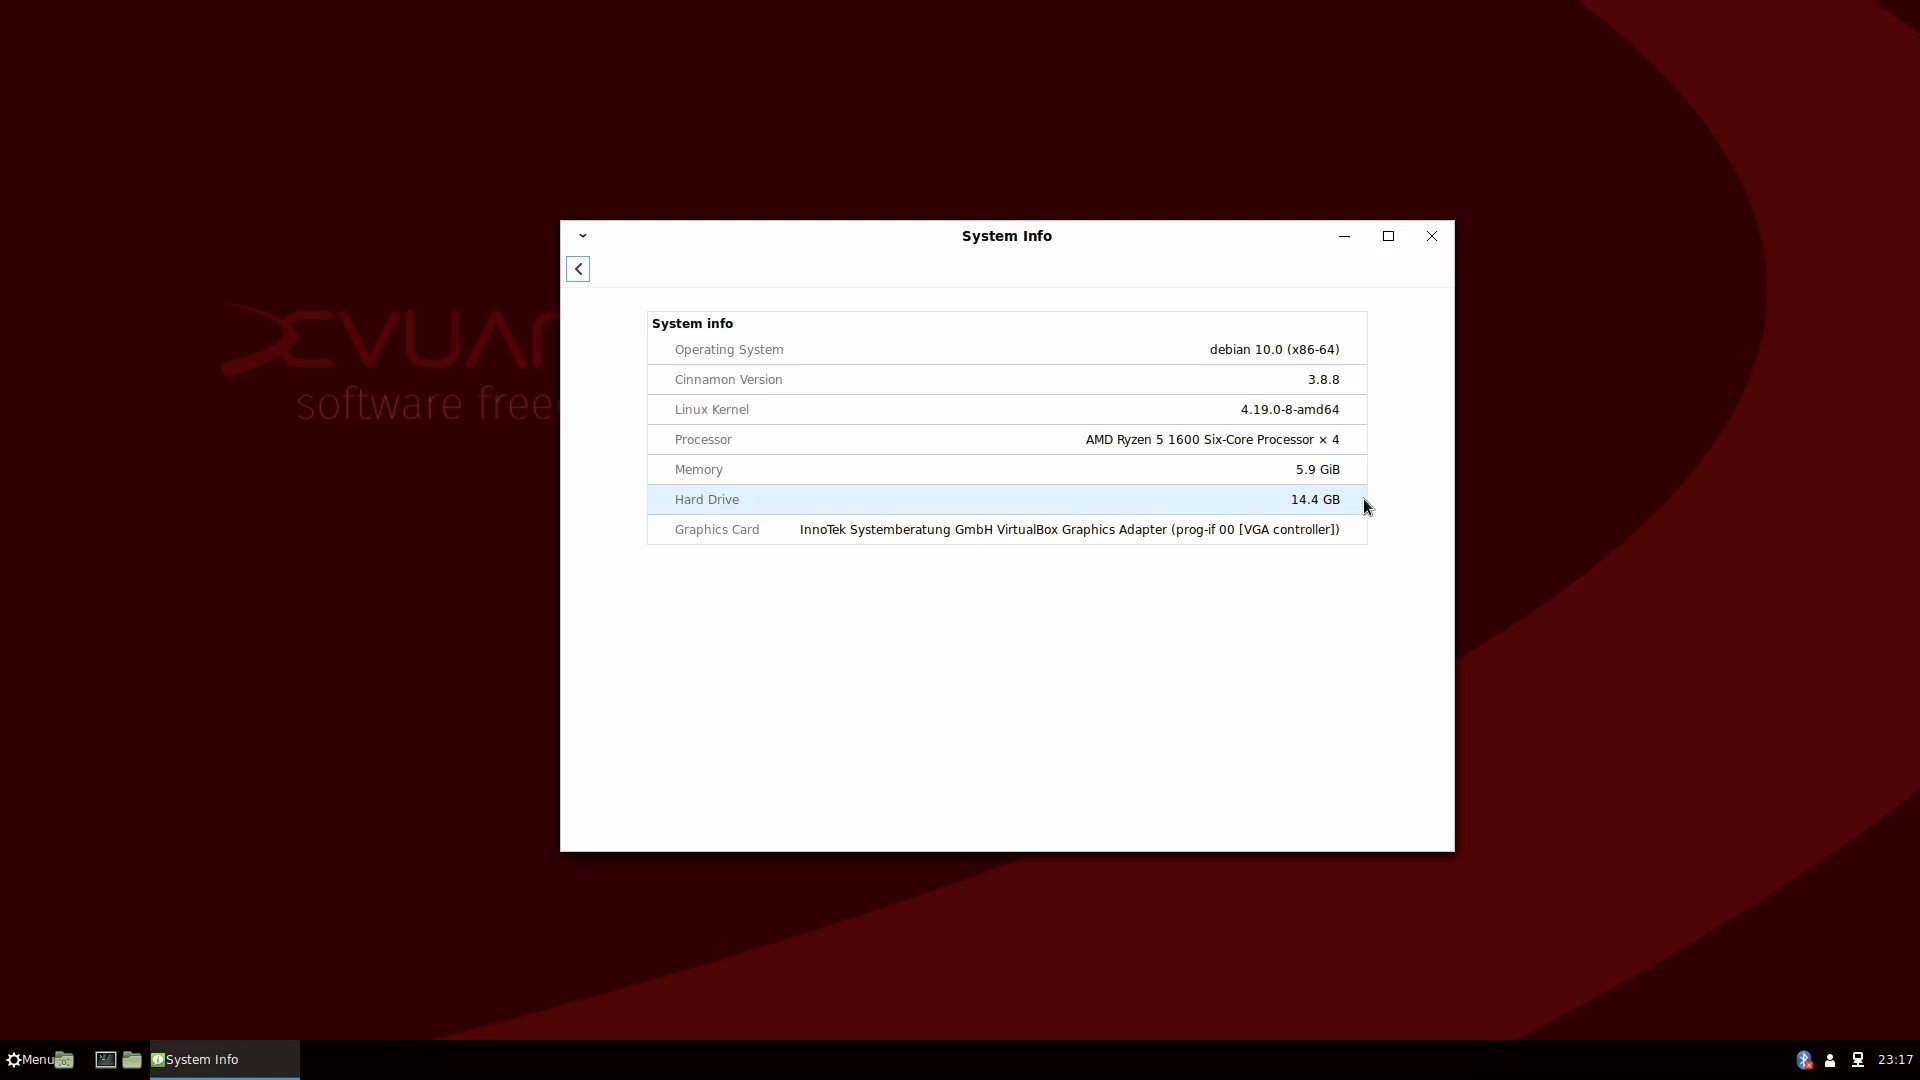 System Info
System info
Operating System debian 10.0 (x86-64)
Cinnamon Version 3.8.8
Linux Kernel 4.19.0-8-amd64
Processor AMD Ryzen 5 1600 Six-Core Processor × 4
Memory 5.9 GiB
Hard Drive 14.4 GB
Graphics Card InnoTek Systemberatung GmbH VirtualBox Graphics Adapter (prog-if 00 [VGA controller])
software
Menu System Info 23:17